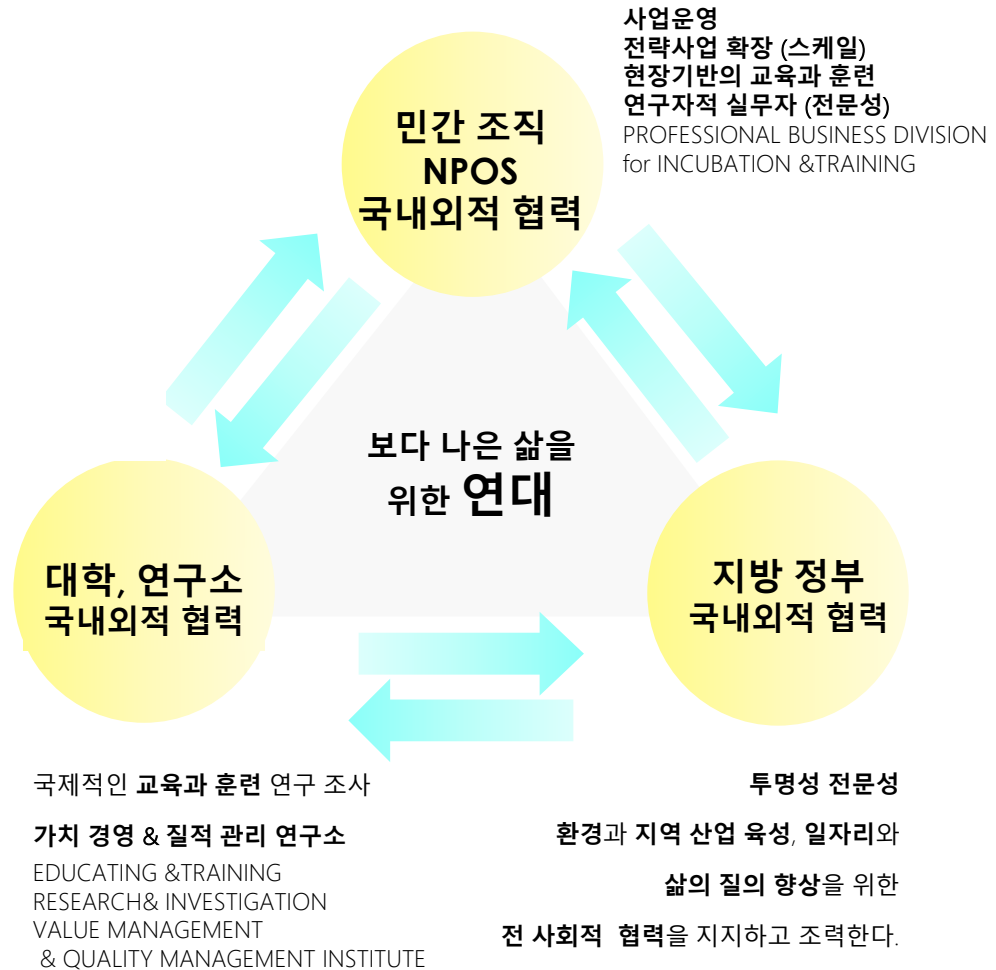 사업운영
전략사업 확장 (스케일)
현장기반의 교육과 훈련
연구자적 실무자 (전문성)
PROFESSIONAL BUSINESS DIVISION
for INCUBATION &TRAINING
민간 조직
NPOS
국내외적 협력
보다 나은 삶을
위한 연대
대학, 연구소
국내외적 협력
지방 정부
국내외적 협력
국제적인 교육과 훈련 연구 조사
가치 경영 & 질적 관리 연구소
EDUCATING &TRAINING
RESEARCH& INVESTIGATION
VALUE MANAGEMENT
& QUALITY MANAGEMENT INSTITUTE
투명성 전문성
환경과 지역 산업 육성, 일자리와
삶의 질의 향상을 위한
전 사회적 협력을 지지하고 조력한다.